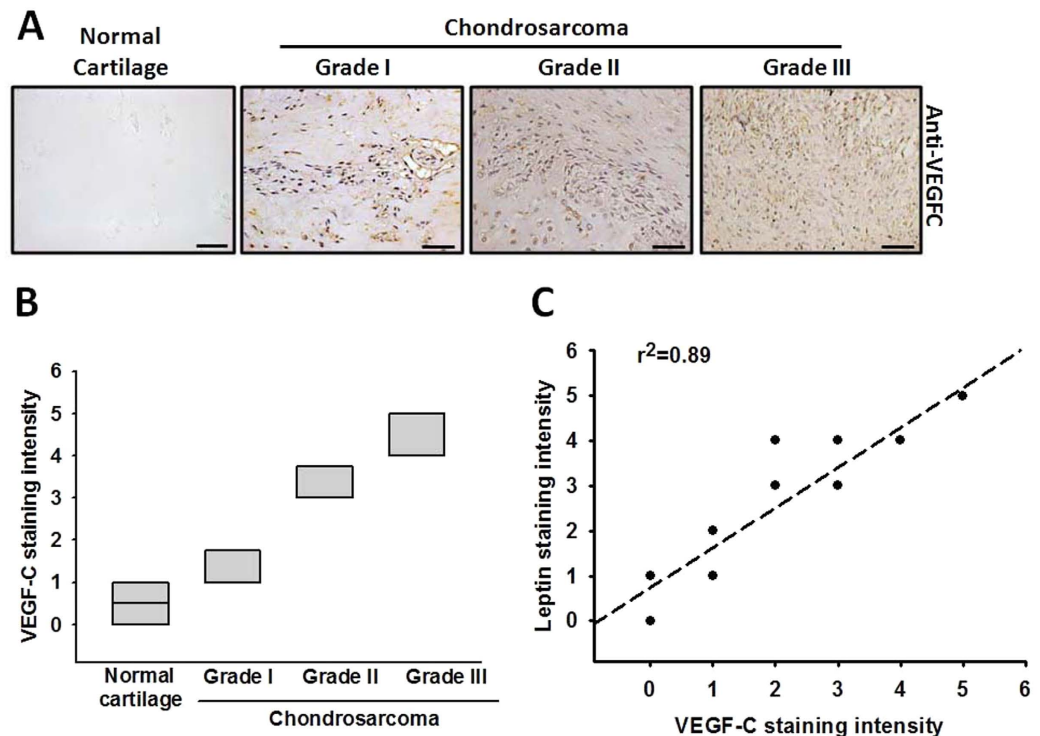 A
Normal
Cartilage
Chondrosarcoma
Grade I
Grade II
Grade III
Anti-VEGFC
B
VEGF-C staining intensity
6
5
4
3
2
1
0
Normal
cartilage
Grade I
Grade II
Grade III
Chondrosarcoma
C
r²=0.89
Leptin staining intensity
6
5
4
3
2
1
0
0 1 2 3 4 5 6
VEGF-C staining intensity